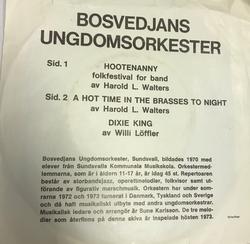 BOSVEDJANS
UNGDOMSORKESTER
Sid. 1 HOOTENANNY
folkfestival for band
av Harold L. Walters
Sid. 2 A HOT TIME IN THE BRASSES TO NIGHT
av Harold L. Walters
DIXIE KING
av Willi Löffler
Bosvedjans Ungdomsorkester, Sundsvall, bildades 1970 med
elever från Sundsvalls Kommunala Musikskola. Orkestermed-
lemmarna, som är i åldern 11-17 år, är idag 45 st. Repertoaren
består av storbandsjazz, operettmelodier, folkvisor samt ut-
förande av figurativ marschmusik. Orkestern har under som-
rarna 1972 och 1973 turnerat i Danmark, Tyskland och Sverige
och då haft musikaliskt utbyte med andra ungdomsorkestrar.
Musikalisk ledare och arrangör är Sune Karlsson. De tre melo-
dier som återfinns på denna skiva är inspelade hösten 1973.